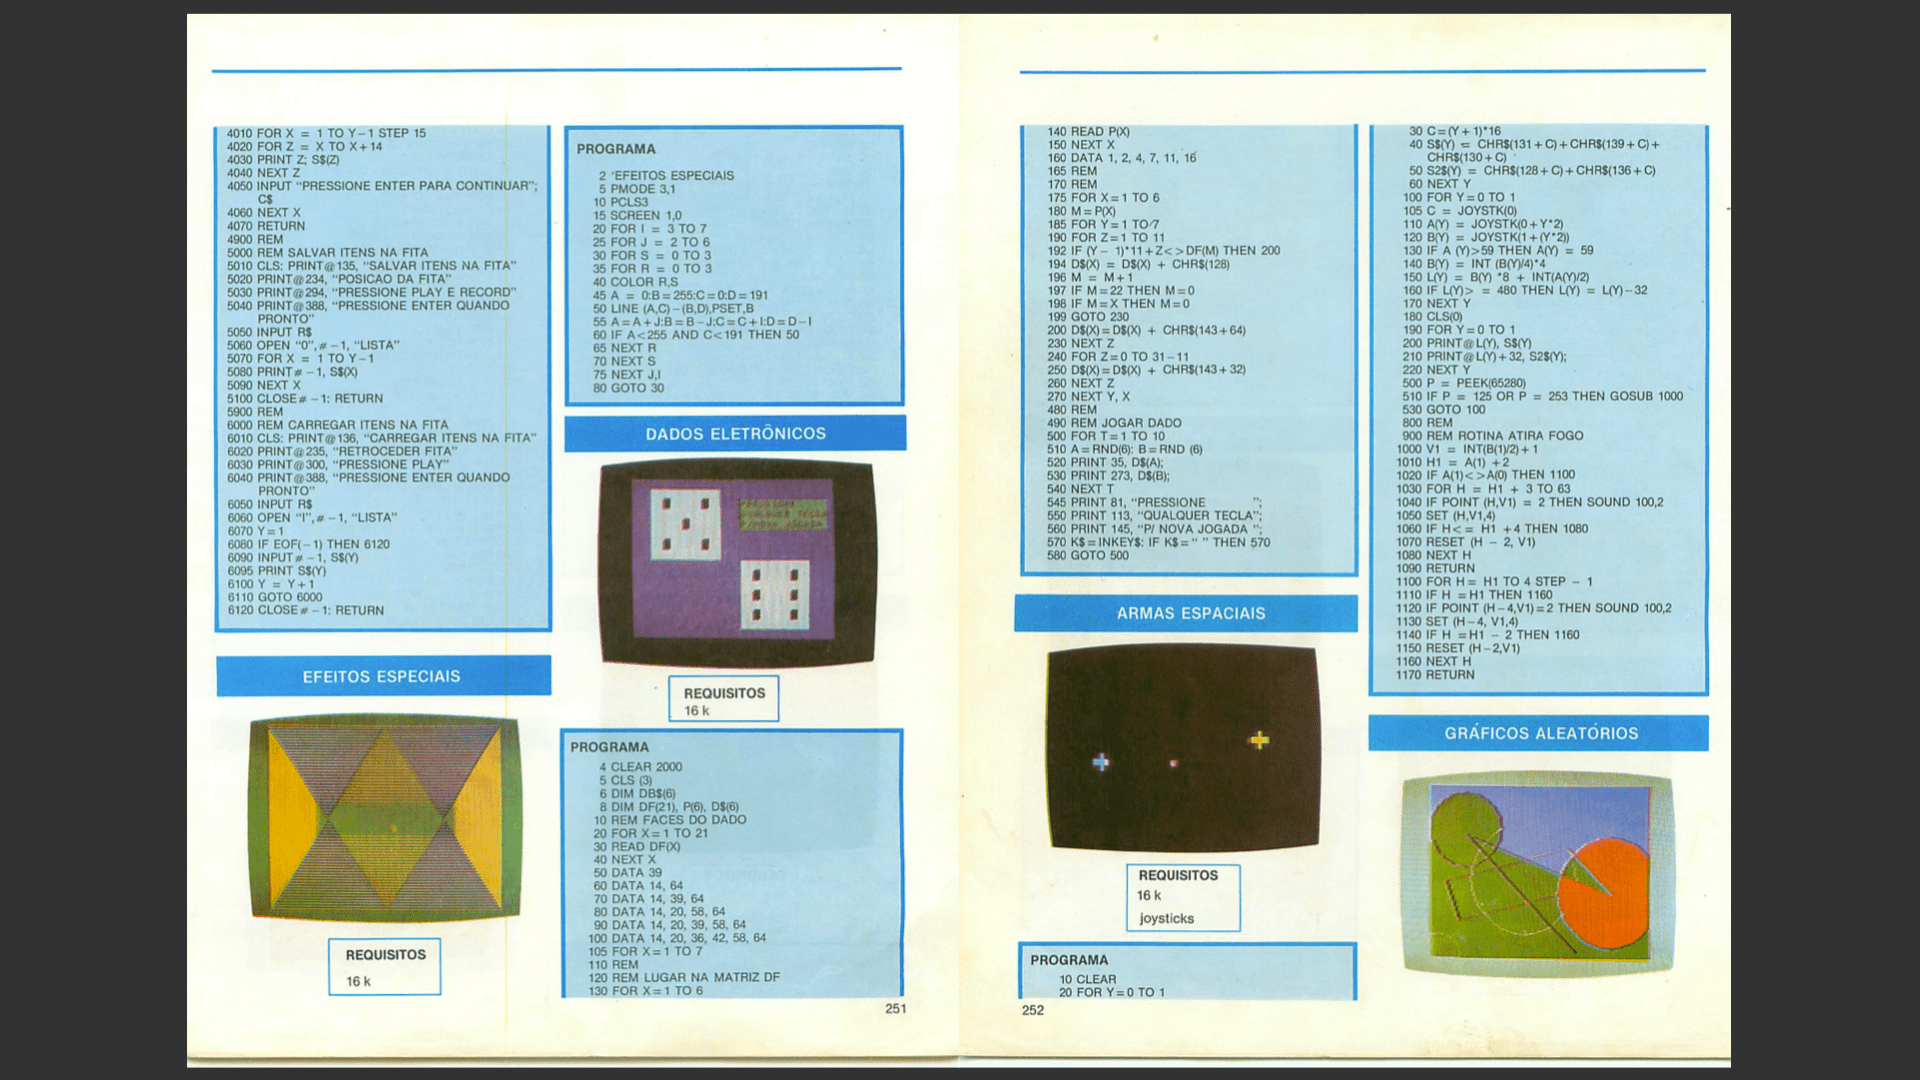 4010 FOR X = 1 TO Y-1 STEP 15
4020 FOR Z = X TO X+14
4030 PRINT Z; S$(Z)
4040 NEXT Z
4050 INPUT "PRESSIONE ENTER PARA CONTINUAR";
C$
4060 NEXT X
4070 RETURN
4900 REM
5000 REM SALVAR ITENS NA FITA
5010 CLS: PRINT@135, "SALVAR ITENS NA FITA"
5020 PRINT@234, "POSICAO DA FITA"
5030 PRINT@294, "PRESSIONE PLAY E RECORD"
5040 PRINT@388, "PRESSIONE ENTER QUANDO
PRONTO"
5050 INPUT R$
5060 OPEN "0",#-1, "LISTA"
5070 FOR X = 1 TO Y-1
5080 PRINT#-1, S$(X)
5090 NEXT X
5100 CLOSE#-1: RETURN
5900 REM
6000 REM CARREGAR ITENS NA FITA
6010 CLS: PRINT@136, "CARREGAR ITENS NA FITA"
6020 PRINT@235, "RETROCEDER FITA"
6030 PRINT@300, "PRESSIONE PLAY"
6040 PRINT@388, "PRESSIONE ENTER QUANDO
PRONTO"
6050 INPUT R$
6060 OPEN "I",#-1, "LISTA"
6070 Y=1
6080 IF EOF(-1) THEN 6120
6090 INPUT#-1, S$(Y)
6095 PRINT S$(Y)
6100 Y = Y+1
6110 GOTO 6000
6120 CLOSE#-1: RETURN
EFEITOS ESPECIAIS
REQUISITOS
16 k
PROGRAMA
2 'EFEITOS ESPECIAIS
5 PMODE 3,1
10 PCLS3
15 SCREEN 1,0
20 FOR I = 3 TO 7
25 FOR J = 2 TO 6
30 FOR S = 0 TO 3
35 FOR R = 0 TO 3
40 COLOR R,S
45 A = 0:B=255:C=0:D=191
50 LINE (A,C)-(B,D),PSET,B
55 A=A+J:B=B-J:C=C+I:D=D-I
60 IF A<255 AND C<191 THEN 50
65 NEXT R
70 NEXT S
75 NEXT J,I
80 GOTO 30
DADOS ELETRÔNICOS
REQUISITOS
16 k
PROGRAMA
4 CLEAR 2000
5 CLS (3)
6 DIM DB$(6)
8 DIM DF(21), P(6), D$(6)
10 REM FACES DO DADO
20 FOR X=1 TO 21
30 READ DF(X)
40 NEXT X
50 DATA 39
60 DATA 14, 64
70 DATA 14, 39, 64
80 DATA 14, 20, 58, 64
90 DATA 14, 20, 39, 58, 64
100 DATA 14, 20, 36, 42, 58, 64
105 FOR X=1 TO 7
110 REM
120 REM LUGAR NA MATRIZ DF
130 FOR X=1 TO 6
251
140 READ P(X)
150 NEXT X
160 DATA 1, 2, 4, 7, 11, 16
165 REM
170 REM
175 FOR X=1 TO 6
180 M=P(X)
185 FOR Y=1 TO 7
190 FOR Z=1 TO 11
192 IF (Y-1)*11+Z<>DF(M) THEN 200
194 D$(X) = D$(X) + CHR$(128)
196 M = M+1
197 IF M=22 THEN M=0
198 IF M=X THEN M=0
199 GOTO 230
200 D$(X)=D$(X) + CHR$(143+64)
230 NEXT Z
240 FOR Z=0 TO 31-11
250 D$(X)=D$(X) + CHR$(143+32)
260 NEXT Z
270 NEXT Y, X
480 REM
490 REM JOGAR DADO
500 FOR T=1 TO 10
510 A=RND(6): B=RND (6)
520 PRINT 35, D$(A);
530 PRINT 273, D$(B);
540 NEXT T
545 PRINT 81, "PRESSIONE          ";
550 PRINT 113, "QUALQUER TECLA";
560 PRINT 145, "P/ NOVA JOGADA ";
570 K$=INKEY$: IF K$=" " THEN 570
580 GOTO 500
ARMAS ESPACIAIS
REQUISITOS
16 k
joysticks
PROGRAMA
10 CLEAR
20 FOR Y=0 TO 1
252
30 C=(Y+1)*16
40 S$(Y) = CHR$(131+C)+CHR$(139+C)+
CHR$(130+C)
50 S2$(Y) = CHR$(128+C)+CHR$(136+C)
60 NEXT Y
100 FOR Y=0 TO 1
105 C = JOYSTK(0)
110 A(Y) = JOYSTK(0+Y*2)
120 B(Y) = JOYSTK(1+(Y*2))
130 IF A (Y)>59 THEN A(Y) = 59
140 B(Y) = INT (B(Y)/4)*4
150 L(Y) = B(Y) *8 + INT(A(Y)/2)
160 IF L(Y)> = 480 THEN L(Y) = L(Y)-32
170 NEXT Y
180 CLS(0)
190 FOR Y=0 TO 1
200 PRINT@L(Y), S$(Y)
210 PRINT@L(Y)+32, S2$(Y);
220 NEXT Y
500 P = PEEK(65280)
510 IF P = 125 OR P = 253 THEN GOSUB 1000
530 GOTO 100
800 REM
900 REM ROTINA ATIRA FOGO
1000 V1 = INT(B(1)/2)+1
1010 H1 = A(1) +2
1020 IF A(1)<>A(0) THEN 1100
1030 FOR H = H1 + 3 TO 63
1040 IF POINT (H,V1) = 2 THEN SOUND 100,2
1050 SET (H,V1,4)
1060 IF H<= H1 +4 THEN 1080
1070 RESET (H - 2, V1)
1080 NEXT H
1090 RETURN
1100 FOR H= H1 TO 4 STEP - 1
1110 IF H =H1 THEN 1160
1120 IF POINT (H-4,V1)=2 THEN SOUND 100,2
1130 SET (H-4, V1,4)
1140 IF H =H1 - 2 THEN 1160
1150 RESET (H-2,V1)
1160 NEXT H
1170 RETURN
GRÁFICOS ALEATÓRIOS